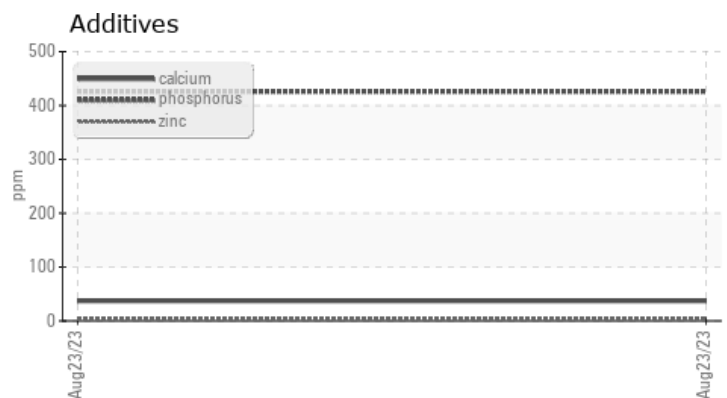 Additives
500
400
300
200
100
0
ppm
calcium
phosphorus
zinc
Aug23/23
Aug23/23